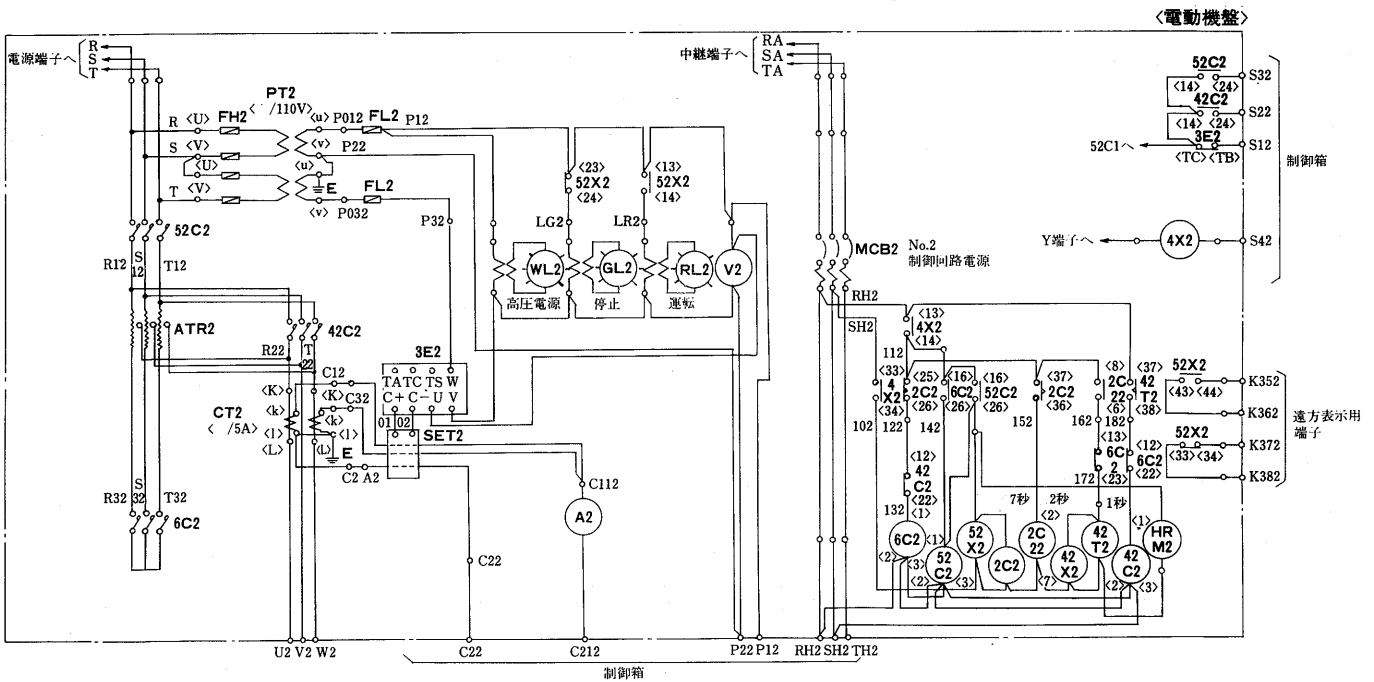 〈電動機盤〉
電源端子へ
R
S
T
中継端子へ
RA
SA
TA
52C2
〈14〉 〈24〉
S32
42C2
〈14〉 〈24〉
S22
3E2
52C1へ
〈TC〉 〈TB〉
S12
制御箱
Y端子へ
4X2
S42
PT2
〈 /110V〉
FH2
R 〈U〉
〈u〉 P012 FL2 P12
S 〈V〉
〈v〉 P22
〈U〉
〈u〉
E
T 〈V〉
〈v〉 P032
FL2
P32
〈23〉
52X2
〈24〉
〈13〉
52X2
〈14〉
LG2
LR2
WL2
GL2
RL2
V2
高圧電源
停止
運転
52C2
R12
S
12
T12
ATR2
42C2
R22
T
22
MCB2
No.2
制御回路電源
RH2
SH2
3E2
TA TC TS W
C+ C- U V
01 02
SET2
C12
〈K〉
〈K〉
C32
CT2
〈 /5A〉
〈k〉
〈k〉
〈l〉
〈l〉
〈L〉
〈L〉
E
C2 A2
C112
A2
C22
R32
S
32
T32
6C2
〈13〉
4X2
〈14〉
112
〈33〉
4
X2
〈34〉
102
〈25〉
2C2
〈26〉
122
〈16〉
6C2
〈26〉
142
〈16〉
52C2
〈26〉
〈37〉
2C2
〈36〉
152
〈8〉
2C
22
〈6〉
162
〈37〉
42
T2
〈38〉
182
〈12〉
42
C2
〈22〉
132
〈13〉
6C
2
〈23〉
172
〈12〉
6C2
〈22〉
7秒
2秒
1秒
〈1〉
6C2
〈2〉
〈3〉
〈1〉
52
C2
〈2〉
〈3〉
52
X2
2C2
〈2〉
2C
22
〈7〉
42
X2
42
T2
〈1〉
42
C2
〈2〉
〈3〉
HR
M2
52X2
〈43〉 〈44〉
K352
K362
52X2
〈33〉 〈34〉
K372
K382
遠方表示用
端子
U2 V2 W2
C22
C212
P22 P12
RH2 SH2 TH2
制御箱